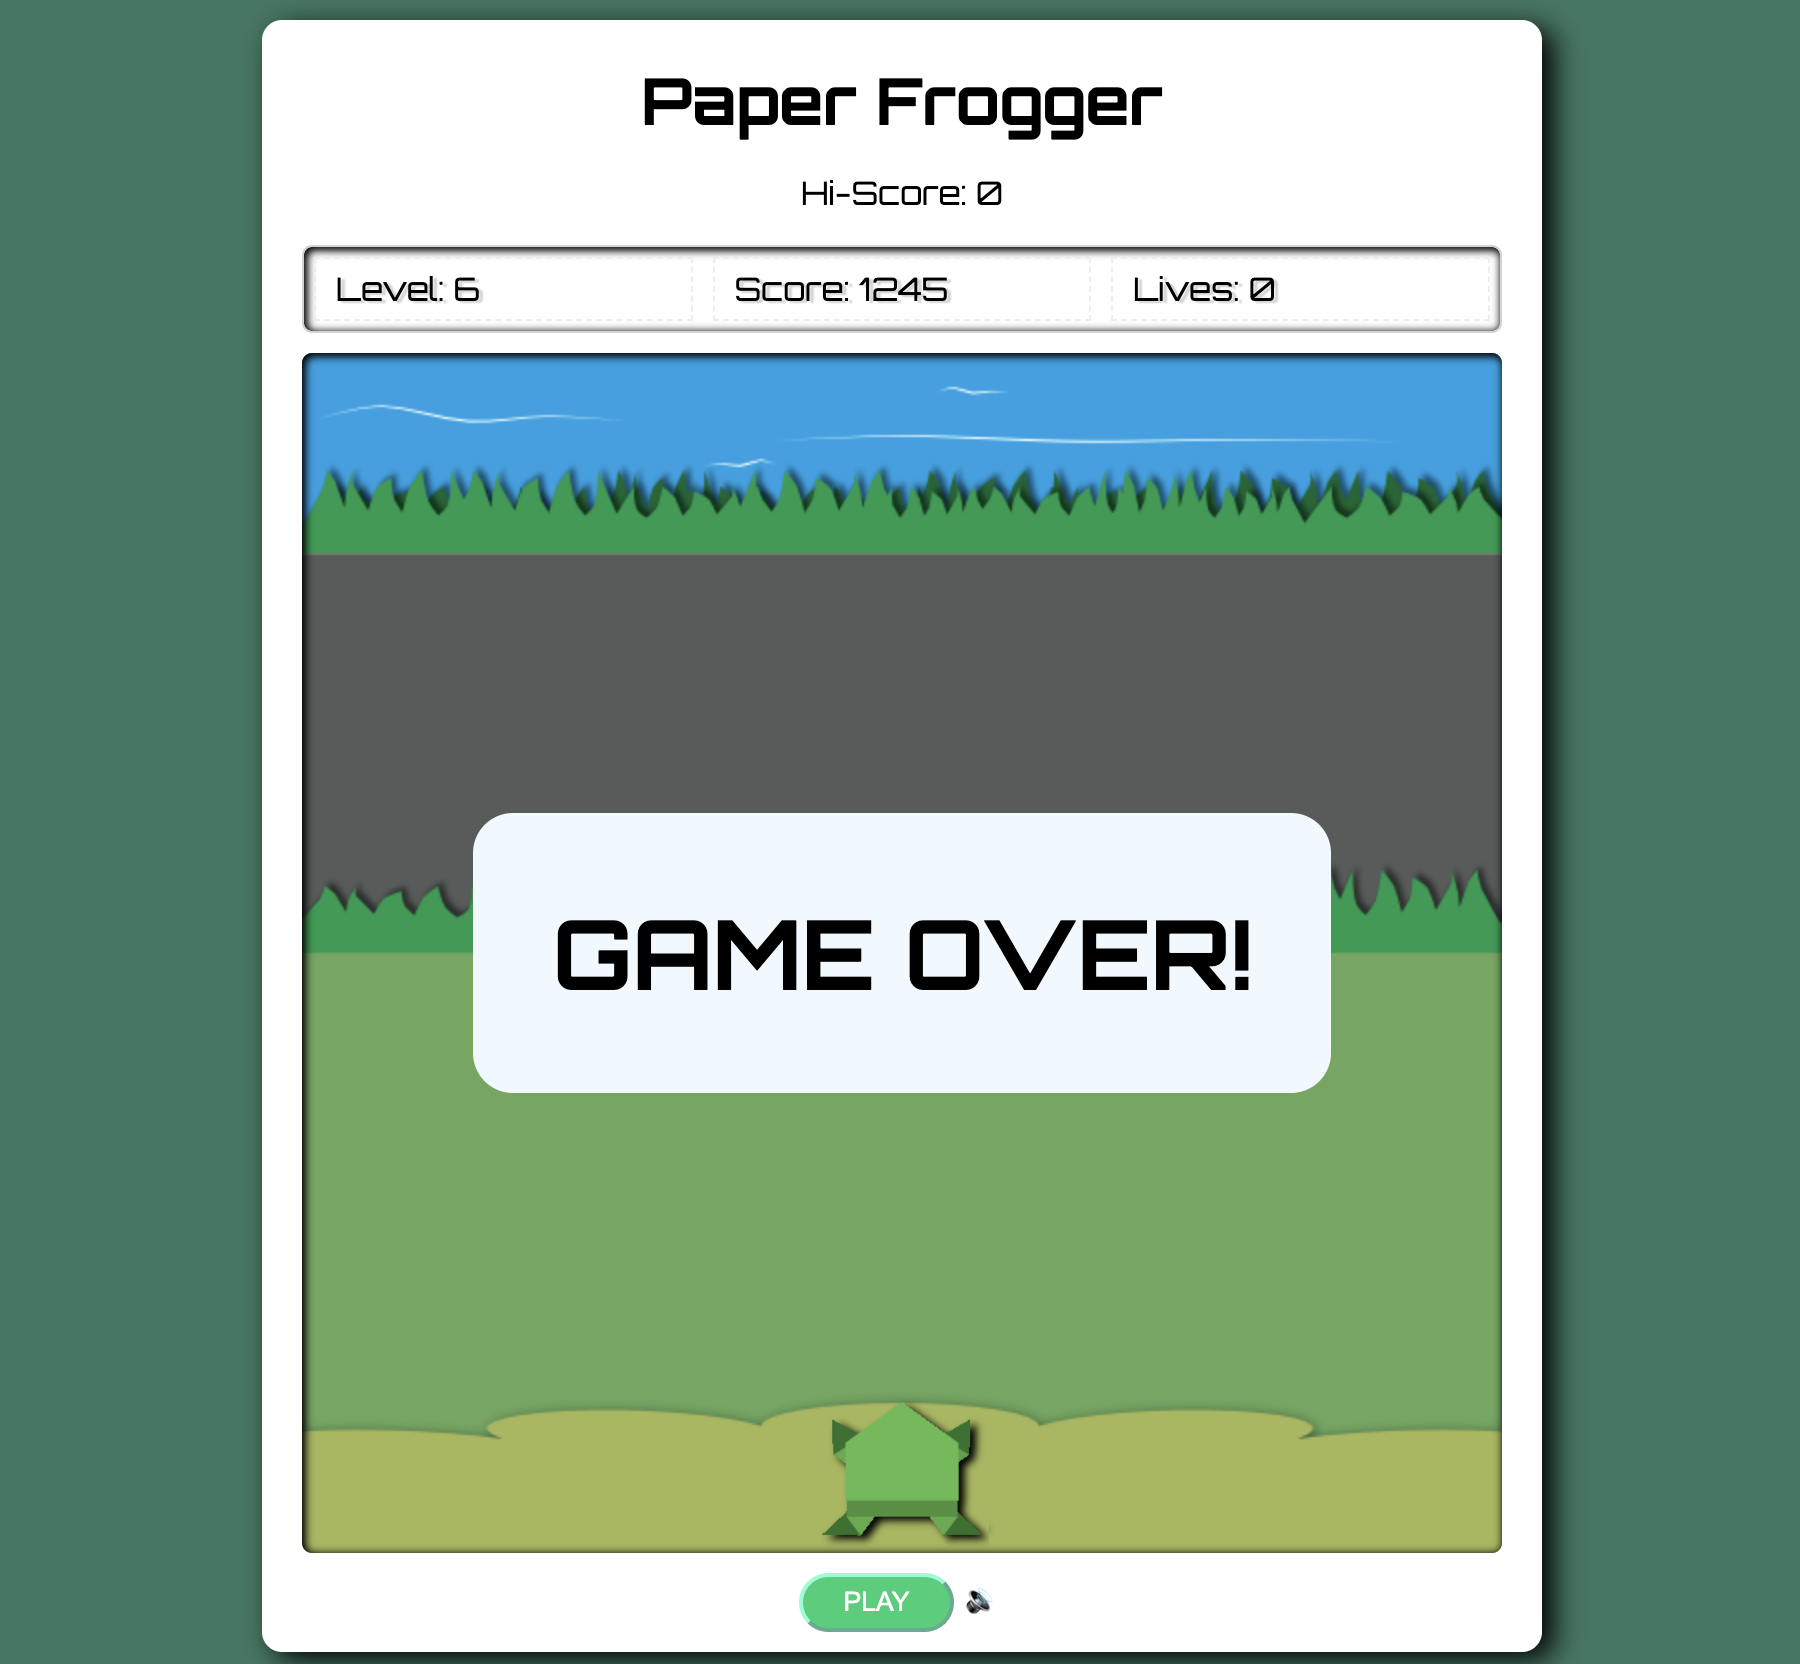 Paper Frogger
Hi-Score: 0
Level: 6
Score: 1245
Lives: 0
GAME OVER!
PLAY